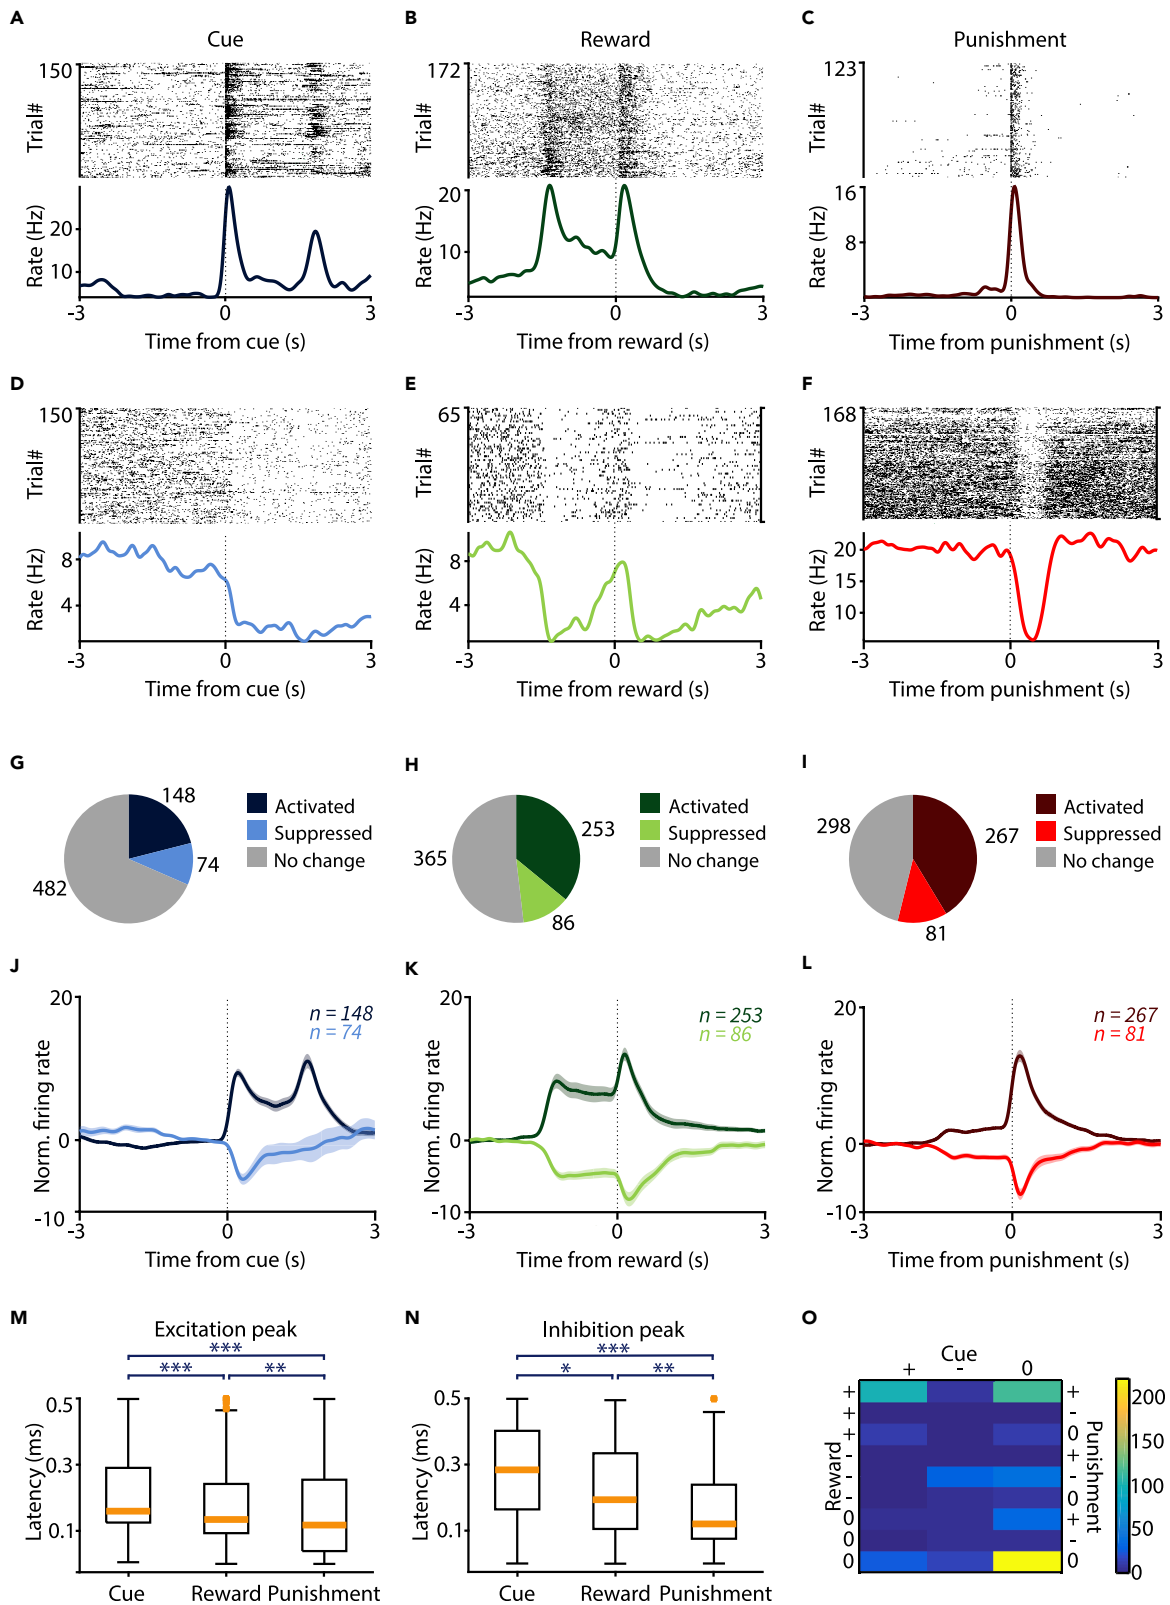 A
B
C
Cue
Reward
Punishment
150
172
123
Trial#
Trial#
Trial#
20
10
Rate (Hz)
20
10
Rate (Hz)
16
8
Rate (Hz)
-3 0 3
-3 0 3
-3 0 3
Time from cue (s)
Time from reward (s)
Time from punishment (s)
D
E
F
150
65
168
Trial#
Trial#
Trial#
8
4
Rate (Hz)
8
4
Rate (Hz)
20
15
10
Rate (Hz)
-3 0 3
-3 0 3
-3 0 3
Time from cue (s)
Time from reward (s)
Time from punishment (s)
G
H
I
148
74
482
Activated
Suppressed
No change
253
86
365
Activated
Suppressed
No change
267
81
298
Activated
Suppressed
No change
J
K
L
20
0
-10
Norm. firing rate
n = 148
n = 74
-3 0 3
Time from cue (s)
20
0
-10
Norm. firing rate
n = 253
n = 86
-3 0 3
Time from reward (s)
20
0
-10
Norm. firing rate
n = 267
n = 81
-3 0 3
Time from punishment (s)
M
N
O
Excitation peak
***
*** **
0.5
0.3
0.1
Latency (ms)
Cue Reward Punishment
Inhibition peak
***
* **
0.5
0.3
0.1
Latency (ms)
Cue Reward Punishment
Cue
+ - 0
+ +
+ -
+ 0
- +
- -
- 0
0 +
0 -
0 0
Reward
Punishment
200
150
100
50
0